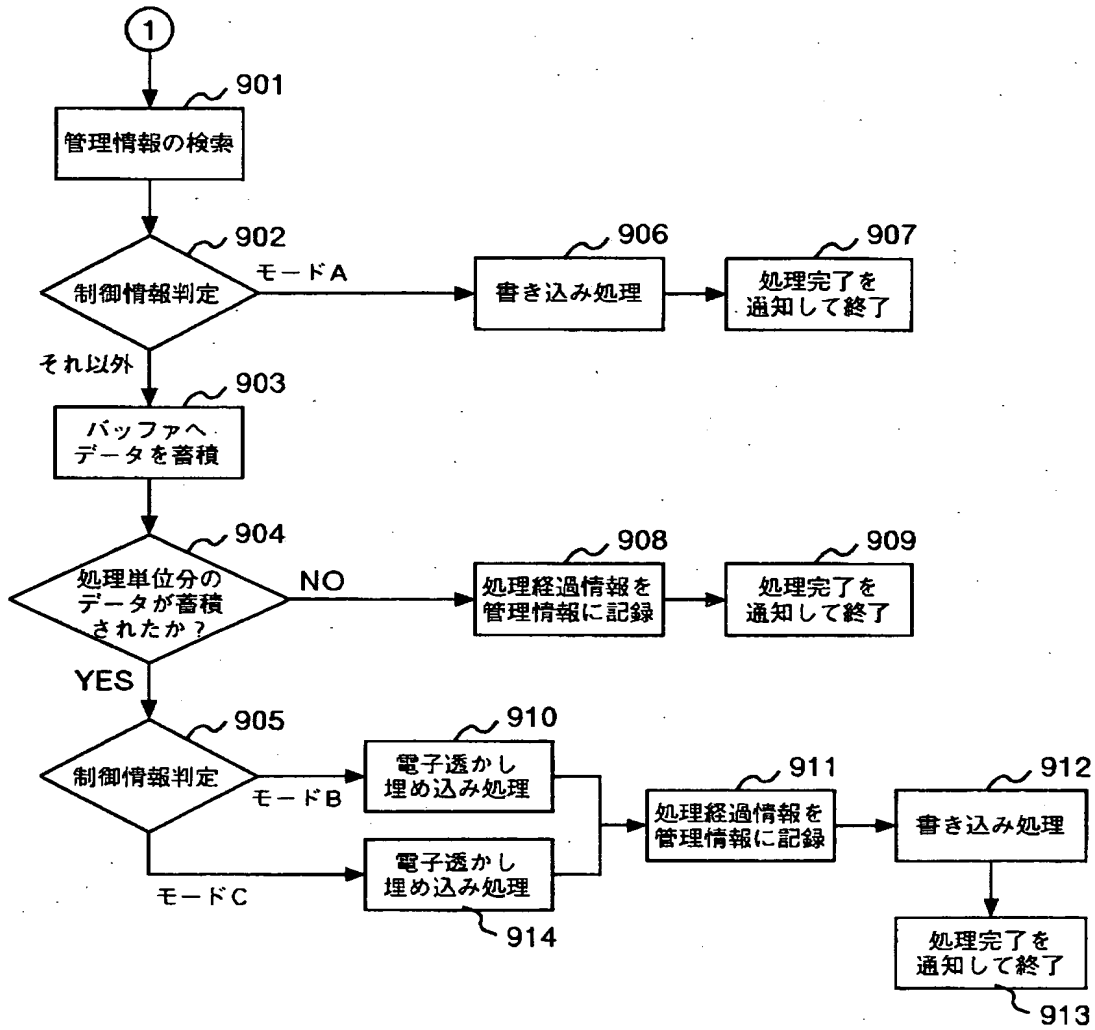 1
901
管理情報の検索
902
制御情報判定
モードA
906
書き込み処理
907
処理完了を
通知して終了
それ以外
903
バッファへ
データを蓄積
904
処理単位分の
データが蓄積
されたか？
NO
908
処理経過情報を
管理情報に記録
909
処理完了を
通知して終了
YES
905
制御情報判定
モードB
910
電子透かし
埋め込み処理
911
処理経過情報を
管理情報に記録
912
書き込み処理
モードC
電子透かし
埋め込み処理
914
処理完了を
通知して終了
913